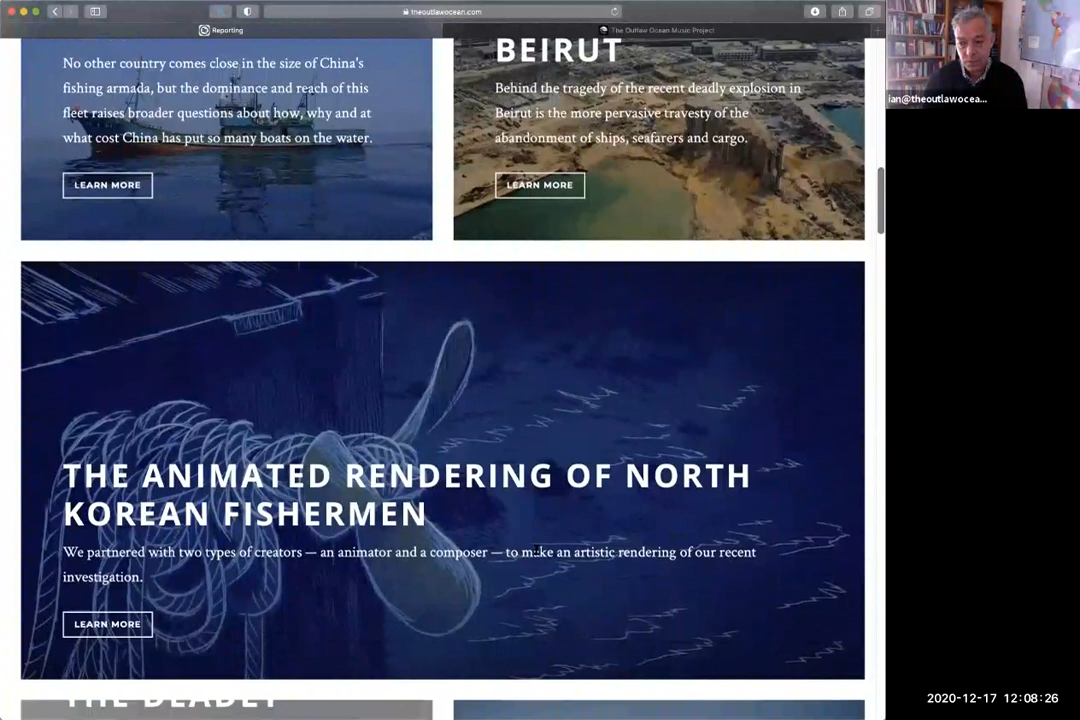 theoutlawocean.com
Reporting
The Outlaw Ocean Music Project
ian@theoutlawocea...
No other country comes close in the size of China's
fishing armada, but the dominance and reach of this
fleet raises broader questions about how, why and at
what cost China has put so many boats on the water.
LEARN MORE
BEIRUT
Behind the tragedy of the recent deadly explosion in
Beirut is the more pervasive travesty of the
abandonment of ships, seafarers and cargo.
LEARN MORE
THE ANIMATED RENDERING OF NORTH
KOREAN FISHERMEN
We partnered with two types of creators — an animator and a composer — to make an artistic rendering of our recent
investigation.
LEARN MORE
THE DEADLY
2020-12-17 12:08:26